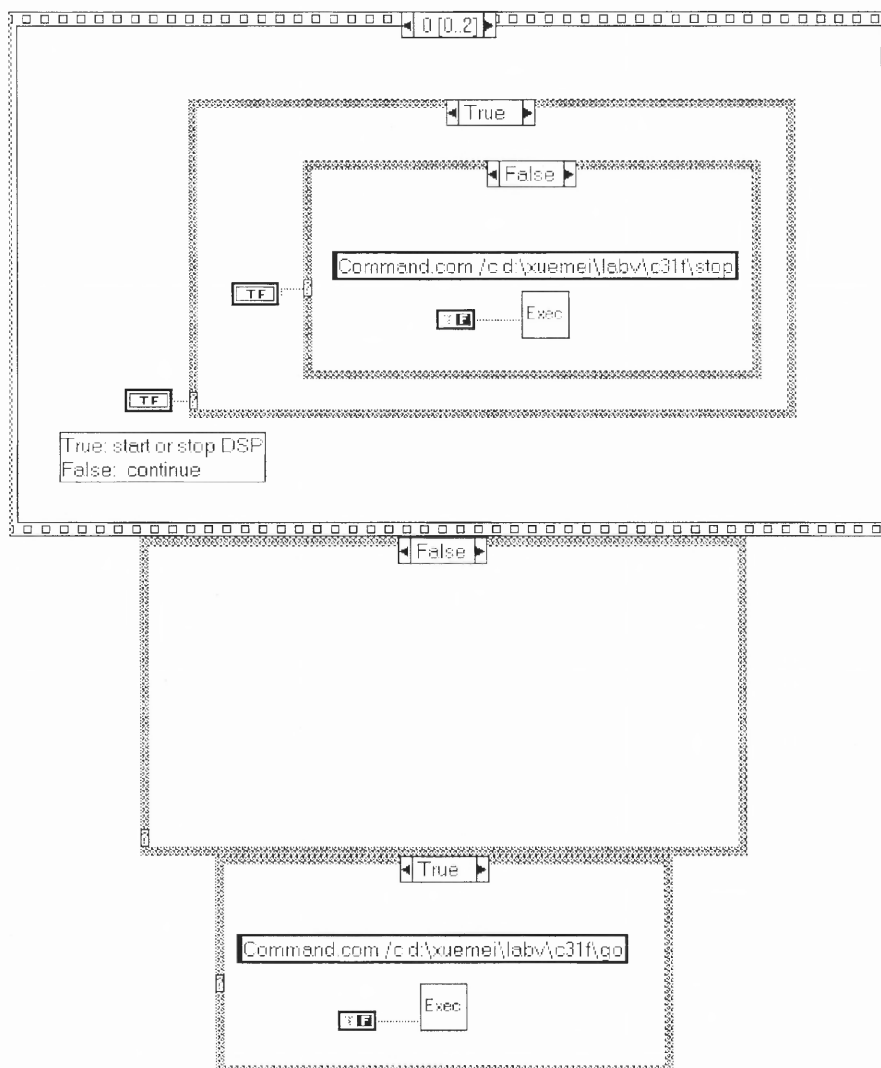 0 [0..2]
True
False
Command.com /c d:\xuemei\labv\c31f\stop
TF
T F
Exec
TF
True: start or stop DSP
False: continue
False
True
Command.com /c d:\xuemei\labv\c31f\go
T F
Exec